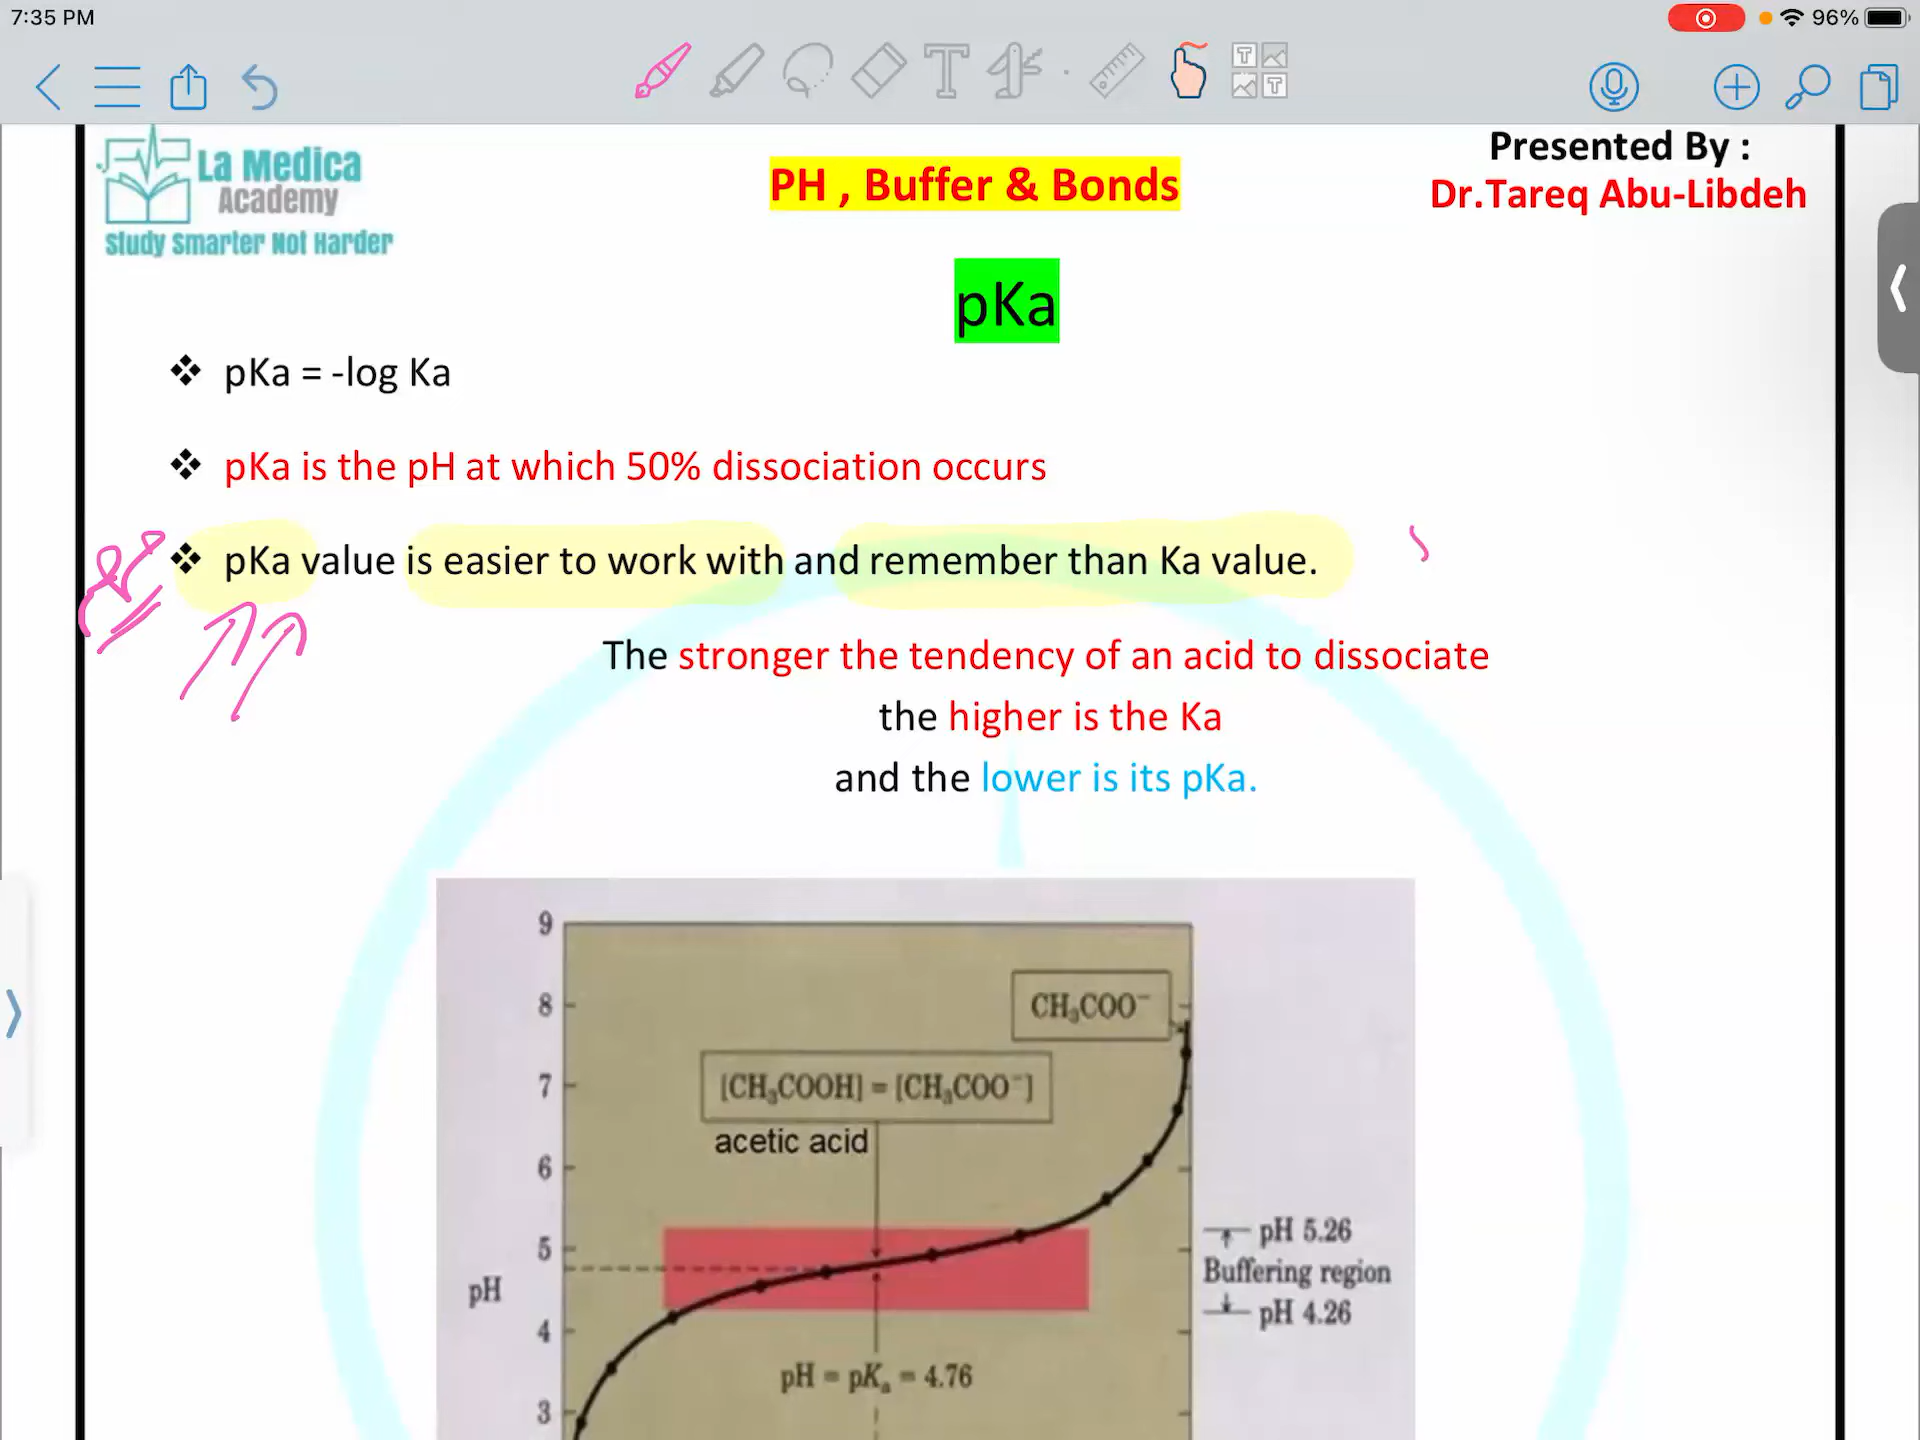 7:35 PM
96%
La Medica
Academy
Study Smarter Not Harder
PH , Buffer & Bonds
Presented By :
Dr.Tareq Abu-Libdeh
pKa
❖ pKa = -log Ka
❖ pKa is the pH at which 50% dissociation occurs
❖ pKa value is easier to work with and remember than Ka value.
The stronger the tendency of an acid to dissociate
the higher is the Ka
and the lower is its pKa.
9
8
7
6
5
4
3
pH
CH₃COO⁻
[CH₃COOH] = [CH₃COO⁻]
acetic acid
pH 5.26
Buffering region
pH 4.26
pH = pKₐ = 4.76